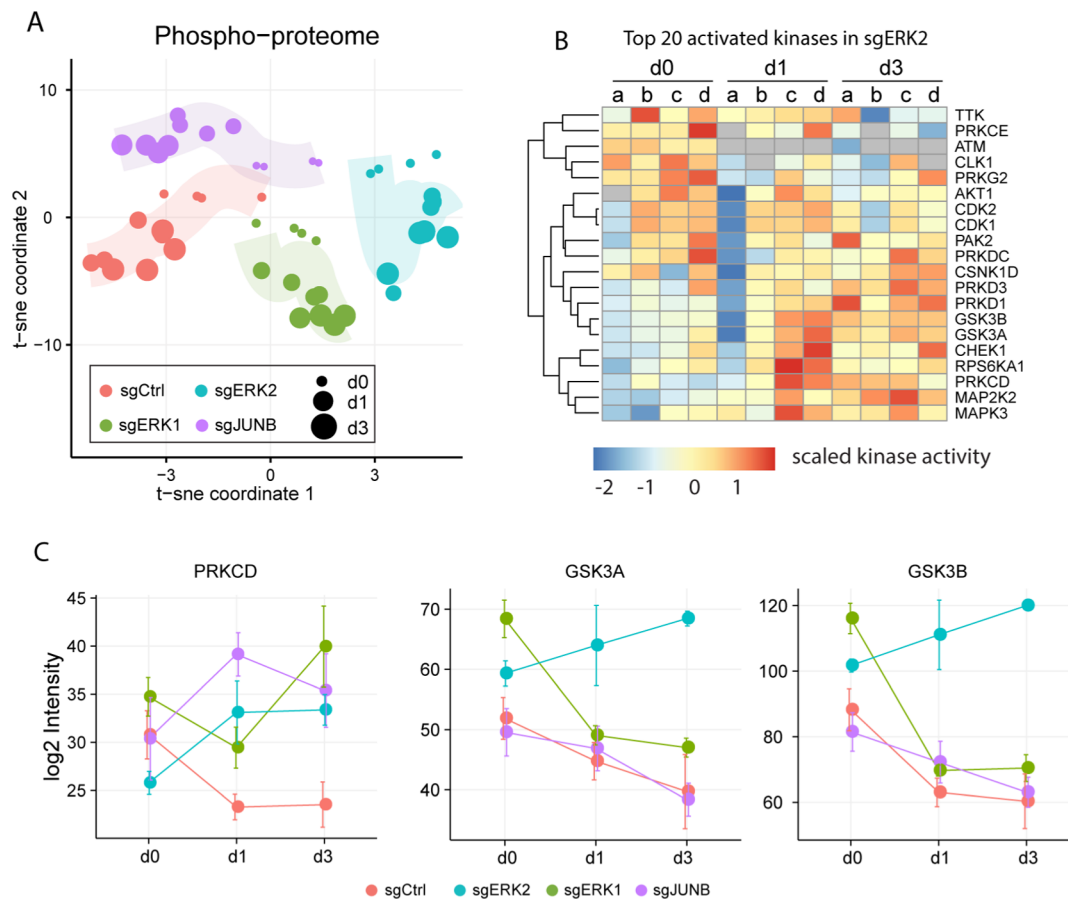 A
Phospho−proteome
10
0
−10
−3
0
3
t−sne coordinate 2
t−sne coordinate 1
sgCtrl
sgERK2
sgERK1
sgJUNB
d0
d1
d3
B
Top 20 activated kinases in sgERK2
d0 d1 d3
a b c d a b c d a b c d
TTK
PRKCE
ATM
CLK1
PRKG2
AKT1
CDK2
CDK1
PAK2
PRKDC
CSNK1D
PRKD3
PRKD1
GSK3B
GSK3A
CHEK1
RPS6KA1
PRKCD
MAP2K2
MAPK3
scaled kinase activity
-2 -1 0 1
C
PRKCD
45
40
35
30
25
log2 Intensity
d0 d1 d3
GSK3A
70
60
50
40
d0 d1 d3
GSK3B
120
100
80
60
d0 d1 d3
sgCtrl sgERK2 sgERK1 sgJUNB